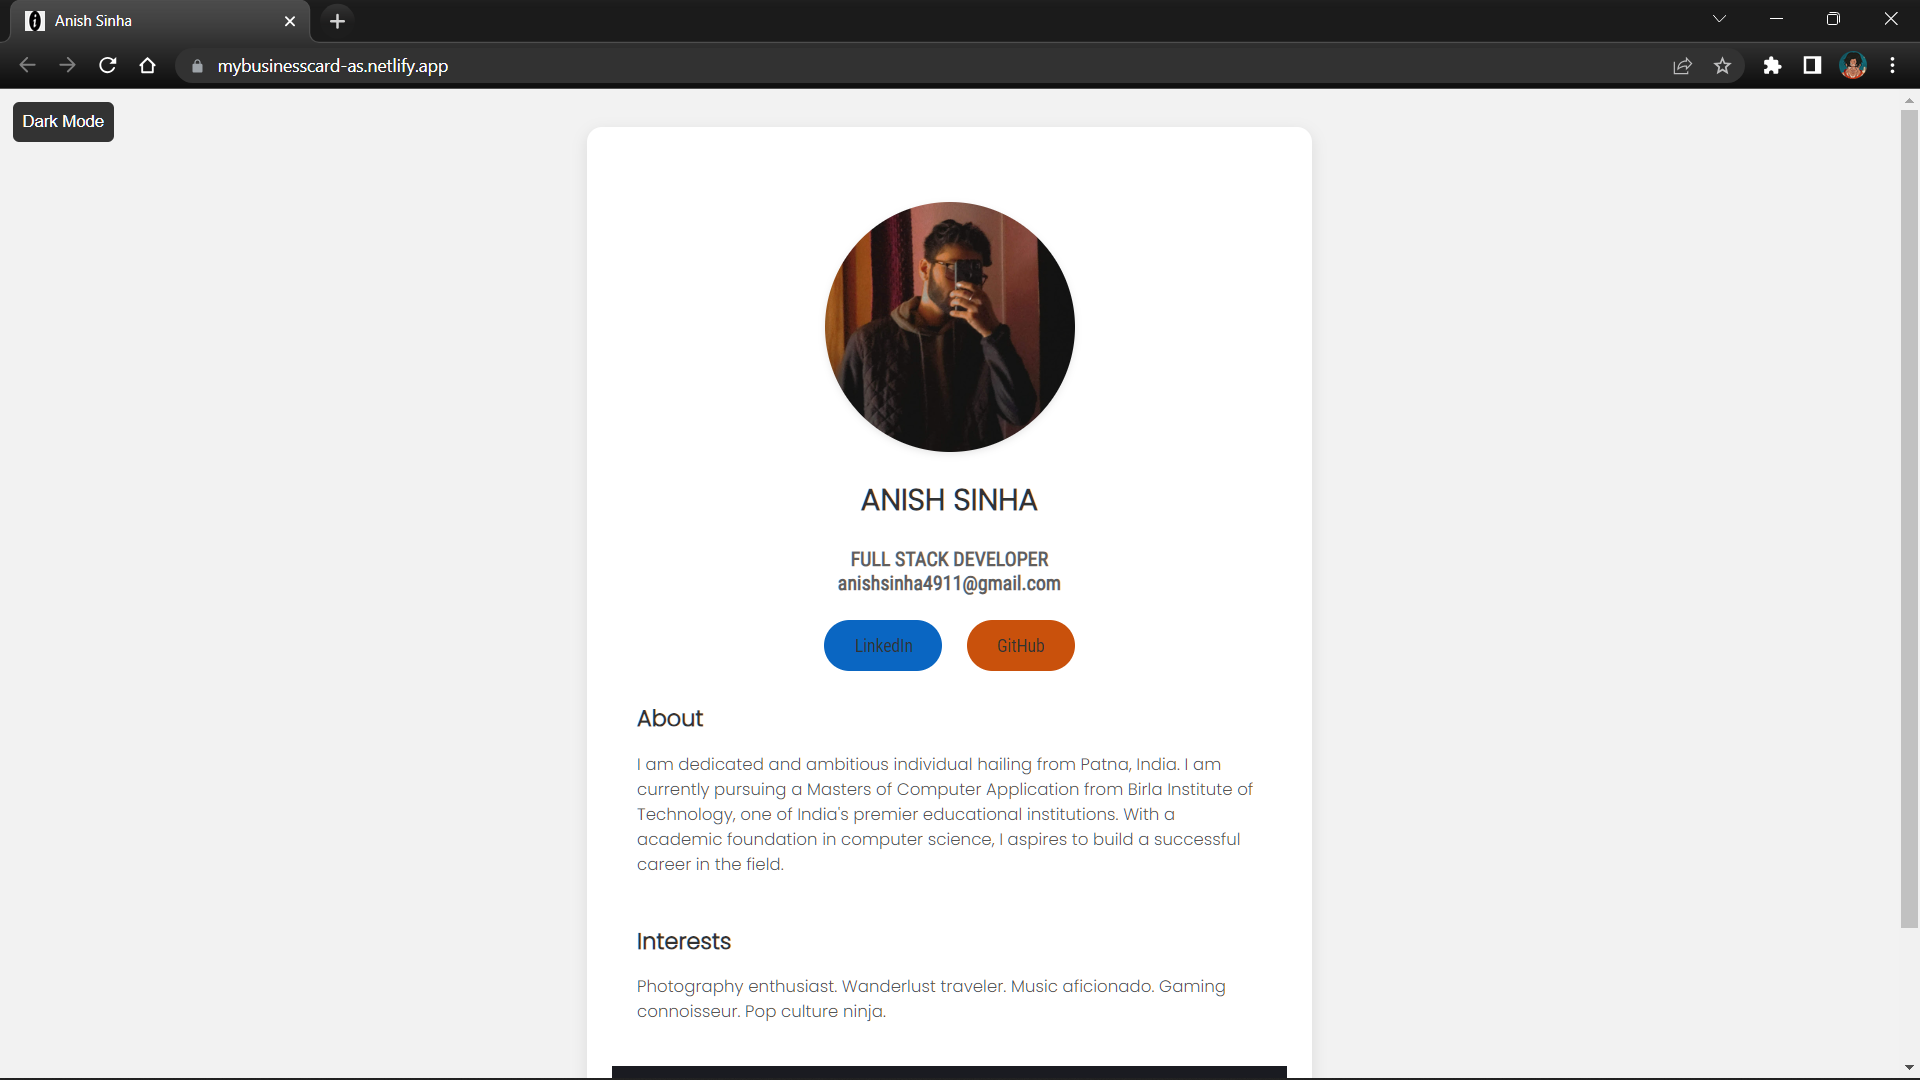 Anish Sinha
mybusinesscard-as.netlify.app
Dark Mode
ANISH SINHA
FULL STACK DEVELOPER
anishsinha4911@gmail.com
LinkedIn GitHub
About
I am dedicated and ambitious individual hailing from Patna, India. I am
currently pursuing a Masters of Computer Application from Birla Institute of
Technology, one of India's premier educational institutions. With a
academic foundation in computer science, I aspires to build a successful
career in the field.
Interests
Photography enthusiast. Wanderlust traveler. Music aficionado. Gaming
connoisseur. Pop culture ninja.